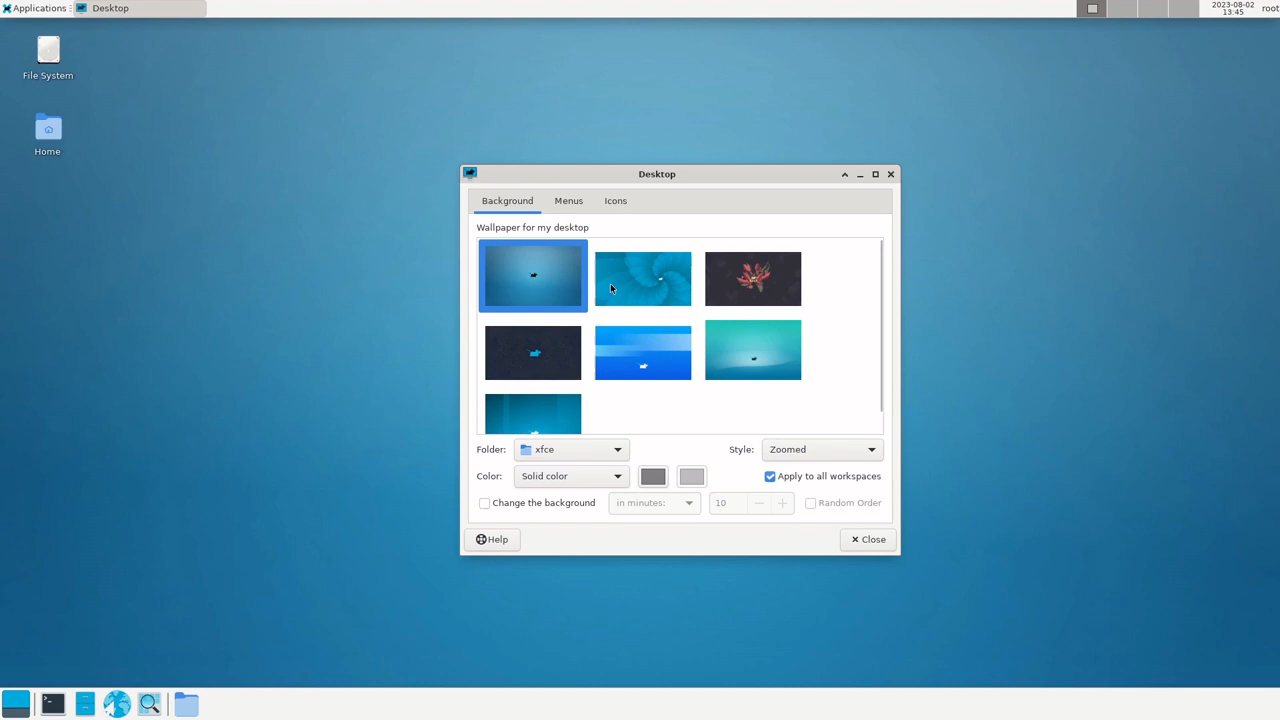 Applications
Desktop
2023-08-02
13:45
root
File System
Home
Desktop
Background
Menus
Icons
Wallpaper for my desktop
Folder:
xfce
Style:
Zoomed
Color:
Solid color
Apply to all workspaces
Change the background
in minutes:
10
Random Order
Help
Close